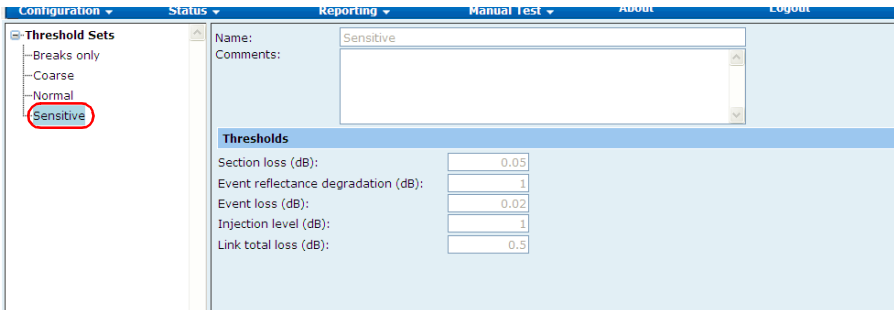 Configuration Status Reporting Manual Test About Logout
Threshold Sets
Breaks only
Coarse
Normal
Sensitive
Name: Sensitive
Comments:
Thresholds
Section loss (dB): 0.05
Event reflectance degradation (dB): 1
Event loss (dB): 0.02
Injection level (dB): 1
Link total loss (dB): 0.5